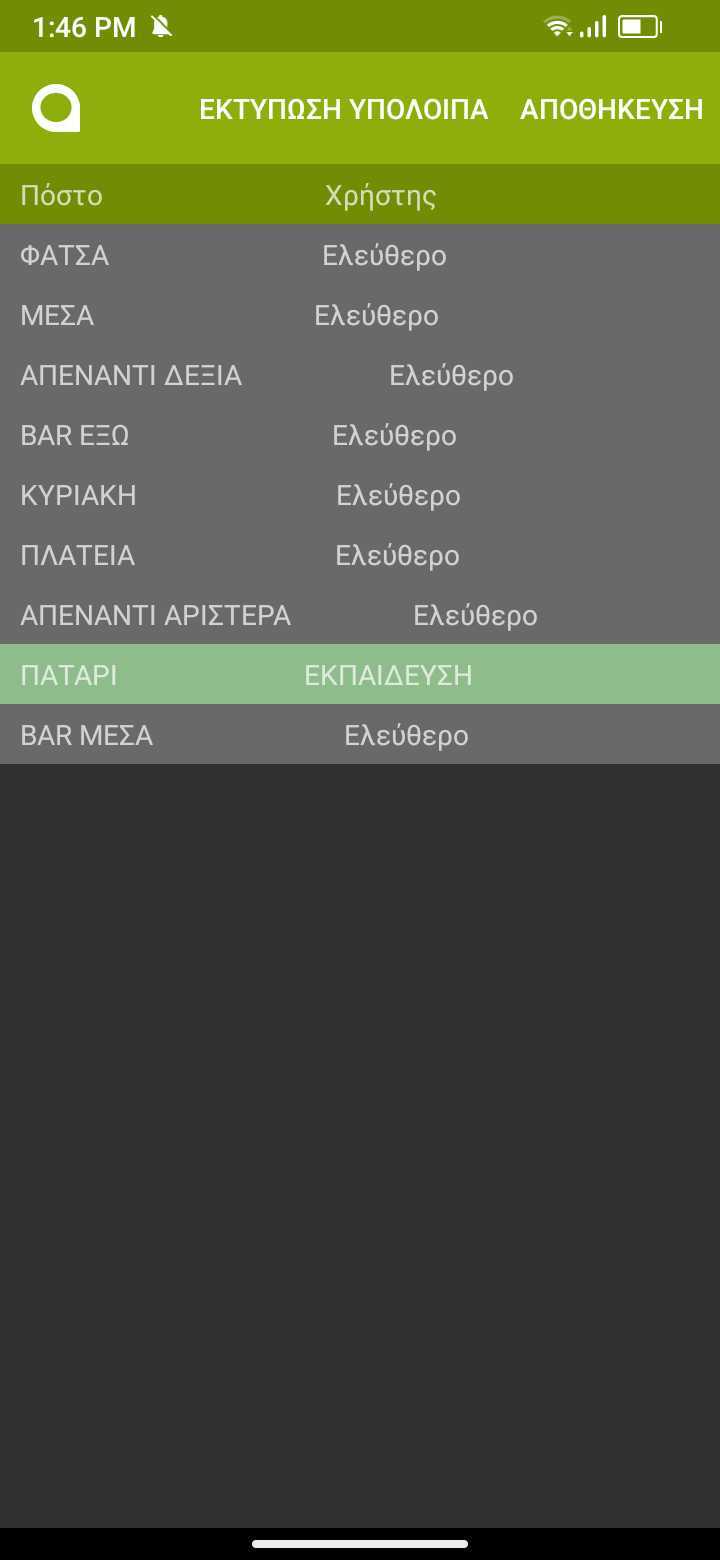 1:46 PM
ΕΚΤΥΠΩΣΗ ΥΠΟΛΟΙΠΑ ΑΠΟΘΗΚΕΥΣΗ
Πόστο Χρήστης
ΦΑΤΣΑ Ελεύθερο
ΜΕΣΑ Ελεύθερο
ΑΠΕΝΑΝΤΙ ΔΕΞΙΑ Ελεύθερο
BAR ΕΞΩ Ελεύθερο
ΚΥΡΙΑΚΗ Ελεύθερο
ΠΛΑΤΕΙΑ Ελεύθερο
ΑΠΕΝΑΝΤΙ ΑΡΙΣΤΕΡΑ Ελεύθερο
ΠΑΤΑΡΙ ΕΚΠΑΙΔΕΥΣΗ
BAR ΜΕΣΑ Ελεύθερο